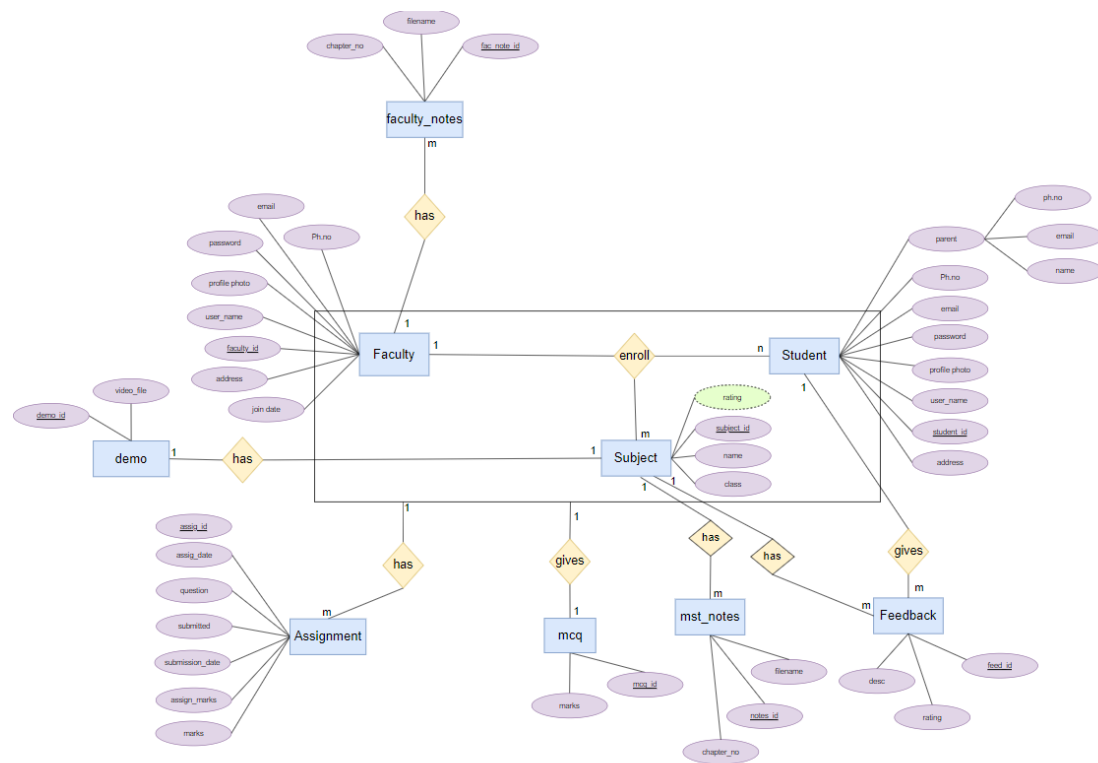 filename
chapter_no
fac_note_id
faculty_notes
m
has
email
Ph.no
password
profile photo
user_name
faculty_id
address
join date
1
Faculty
1
enroll
n
Student
1
m
ph.no
parent
email
name
Ph.no
email
password
profile photo
user_name
student_id
address
rating
subject_id
name
class
Subject
1
1
1
video_file
demo_id
demo
1
has
1
has
m
assig_id
assig_date
question
submitted
submission_date
assign_marks
marks
Assignment
1
gives
1
mcq
mcq_id
marks
has
m
mst_notes
filename
notes_id
chapter_no
has
m
gives
m
Feedback
feed_id
desc
rating